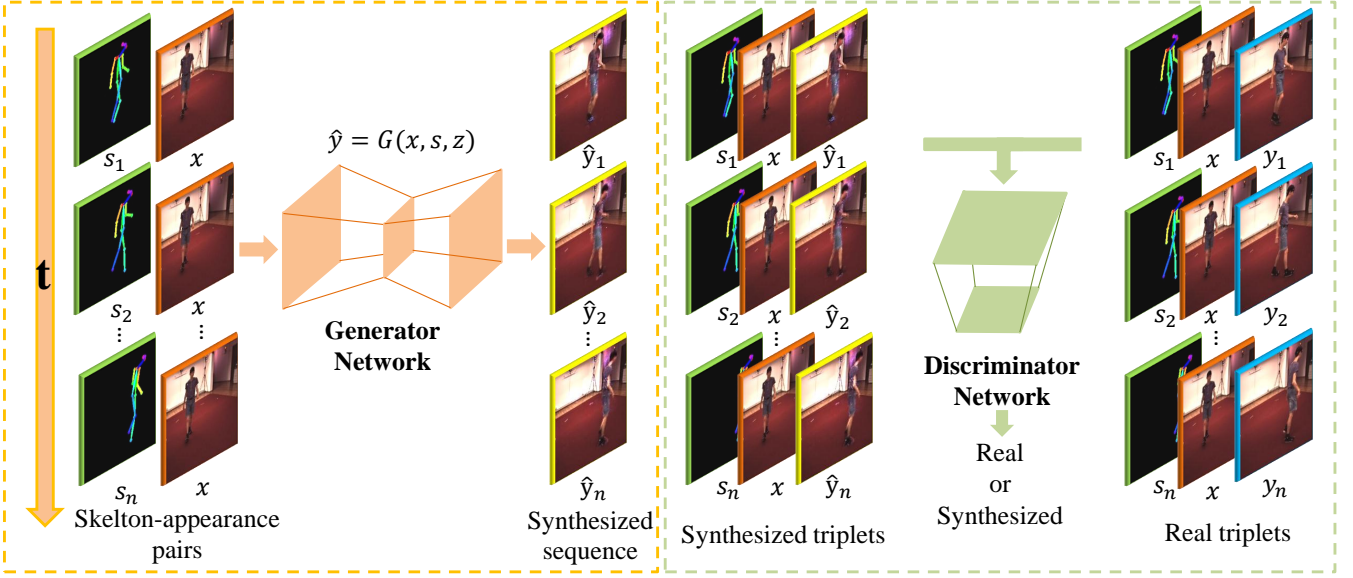 t
s₁
x
s₂
x
⋮
⋮
sₙ
x
Skelton-appearance
pairs
ŷ = G(x, s, z)
Generator
Network
ŷ₁
ŷ₂
⋮
ŷₙ
Synthesized
sequence
s₁
x
ŷ₁
s₂
x
ŷ₂
⋮
sₙ
x
ŷₙ
Synthesized triplets
Discriminator
Network
Real
or
Synthesized
s₁
x
y₁
s₂
x
y₂
⋮
sₙ
x
yₙ
Real triplets